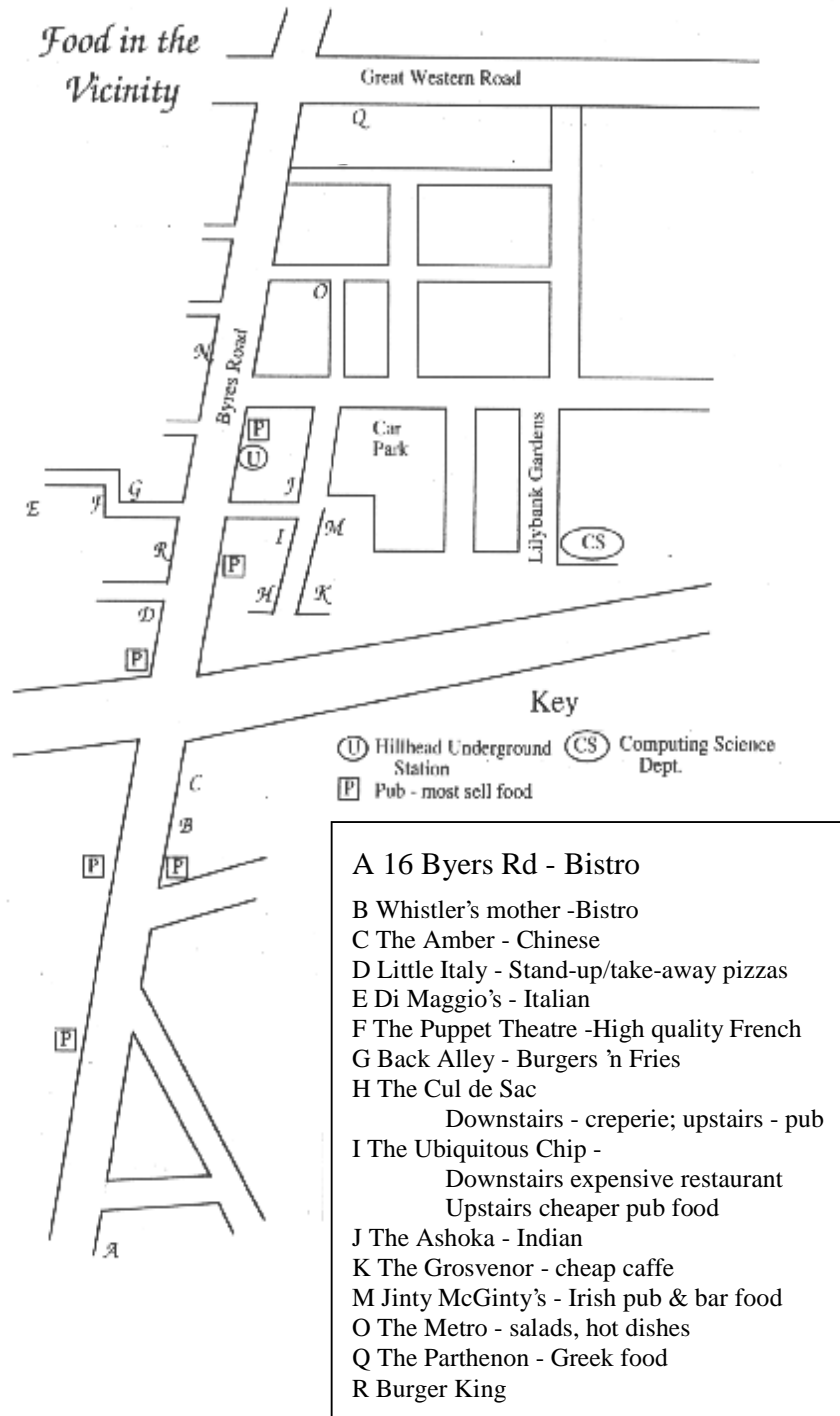 Food in the
Vicinity
Great Western Road
Q
O
N
Byres Road
P
U
Car
Park
Lilybank Gardens
J
G
F
E
I
M
R
P
CS
H
K
D
P
Key
U Hillhead Underground
Station
CS Computing Science
Dept.
P Pub - most sell food
C
B
P
P
P
A
A 16 Byers Rd - Bistro
B Whistler’s mother -Bistro
C The Amber - Chinese
D Little Italy - Stand-up/take-away pizzas
E Di Maggio’s - Italian
F The Puppet Theatre -High quality French
G Back Alley - Burgers ’n Fries
H The Cul de Sac
Downstairs - creperie; upstairs - pub
I The Ubiquitous Chip -
Downstairs expensive restaurant
Upstairs cheaper pub food
J The Ashoka - Indian
K The Grosvenor - cheap caffe
M Jinty McGinty’s - Irish pub & bar food
O The Metro - salads, hot dishes
Q The Parthenon - Greek food
R Burger King